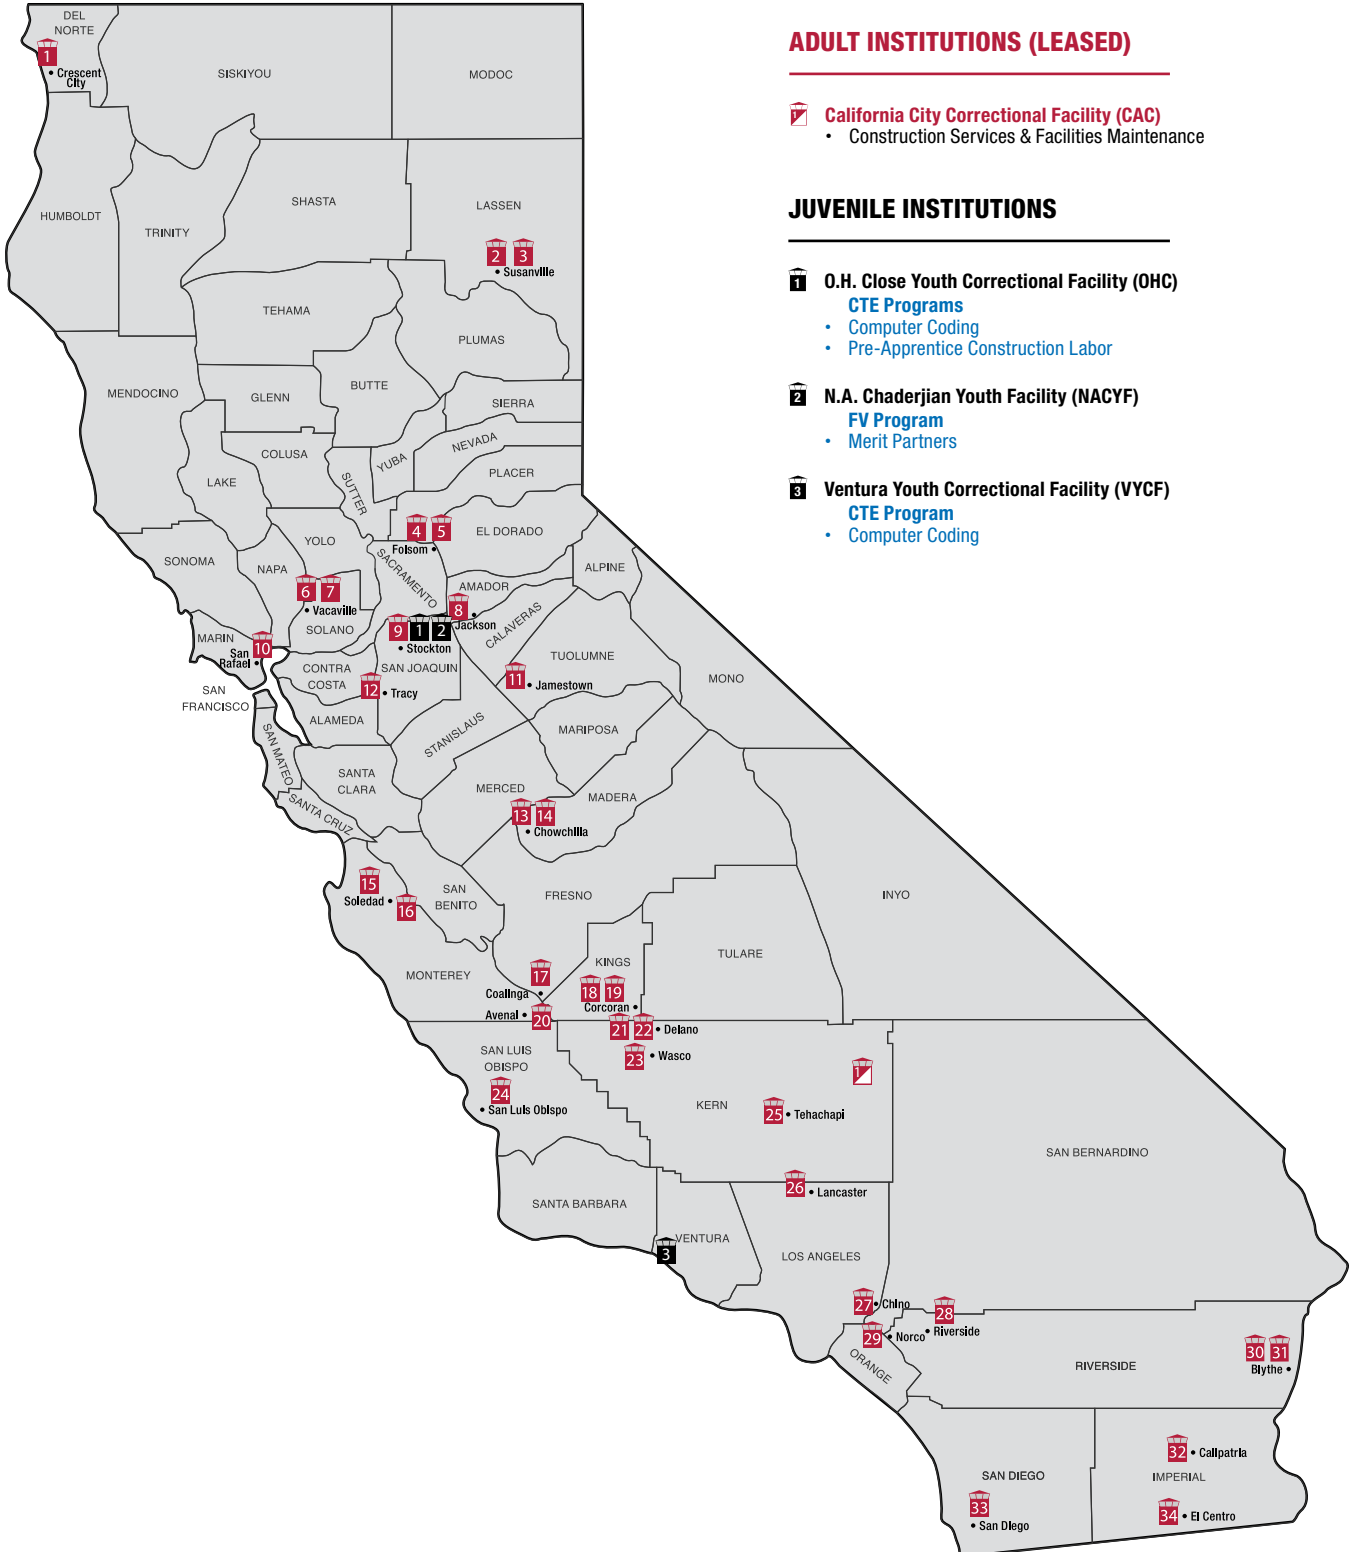 DEL
NORTE
1
Crescent
City
SISKIYOU
MODOC
HUMBOLDT
TRINITY
SHASTA
LASSEN
2 3
Susanville
TEHAMA
PLUMAS
MENDOCINO
GLENN
BUTTE
SIERRA
NEVADA
YUBA
COLUSA
SUTTER
PLACER
LAKE
4 5
Folsom
EL DORADO
YOLO
SONOMA
NAPA
SACRAMENTO
ALPINE
AMADOR
6 7
Vacaville
8
Jackson
SOLANO
9 1 2
Stockton
CALAVERAS
MARIN
10
San
Rafael
CONTRA
COSTA
SAN JOAQUIN
TUOLUMNE
11
Jamestown
MONO
12
Tracy
SAN
FRANCISCO
ALAMEDA
STANISLAUS
MARIPOSA
SAN MATEO
SANTA
CLARA
MERCED
MADERA
SANTA CRUZ
13 14
Chowchilla
15
Soledad
16
SAN
BENITO
FRESNO
INYO
TULARE
KINGS
MONTEREY
17
Coalinga
18 19
Corcoran
Avenal
20
21 22
Delano
23
Wasco
SAN LUIS
OBISPO
24
San Luis Obispo
1
KERN
25
Tehachapi
SAN BERNARDINO
26
Lancaster
SANTA BARBARA
VENTURA
3
LOS ANGELES
27
Chino
28
Riverside
29
Norco
ORANGE
30 31
Blythe
RIVERSIDE
32
Calipatria
SAN DIEGO
IMPERIAL
33
San Diego
34
El Centro
ADULT INSTITUTIONS (LEASED)
1 California City Correctional Facility (CAC)
• Construction Services & Facilities Maintenance
JUVENILE INSTITUTIONS
1 O.H. Close Youth Correctional Facility (OHC)
CTE Programs
• Computer Coding
• Pre-Apprentice Construction Labor
2 N.A. Chaderjian Youth Facility (NACYF)
FV Program
• Merit Partners
3 Ventura Youth Correctional Facility (VYCF)
CTE Program
• Computer Coding